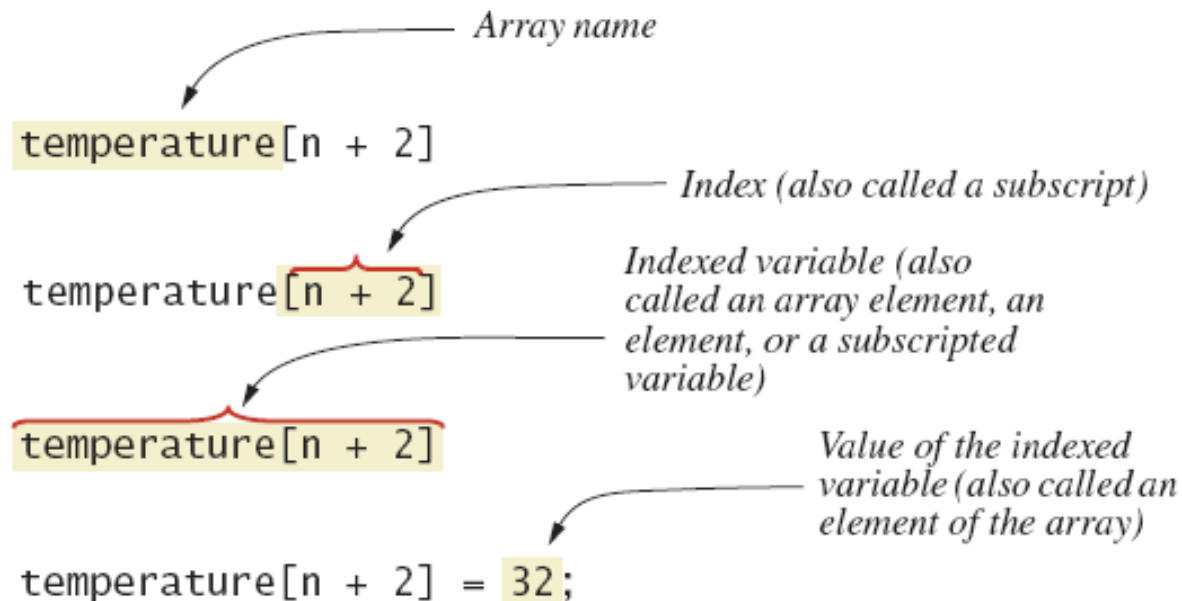 Array name
temperature[n + 2]
Index (also called a subscript)
temperature[n + 2]
Indexed variable (also
called an array element, an
element, or a subscripted
variable)
temperature[n + 2]
Value of the indexed
variable (also called an
element of the array)
temperature[n + 2] = 32;